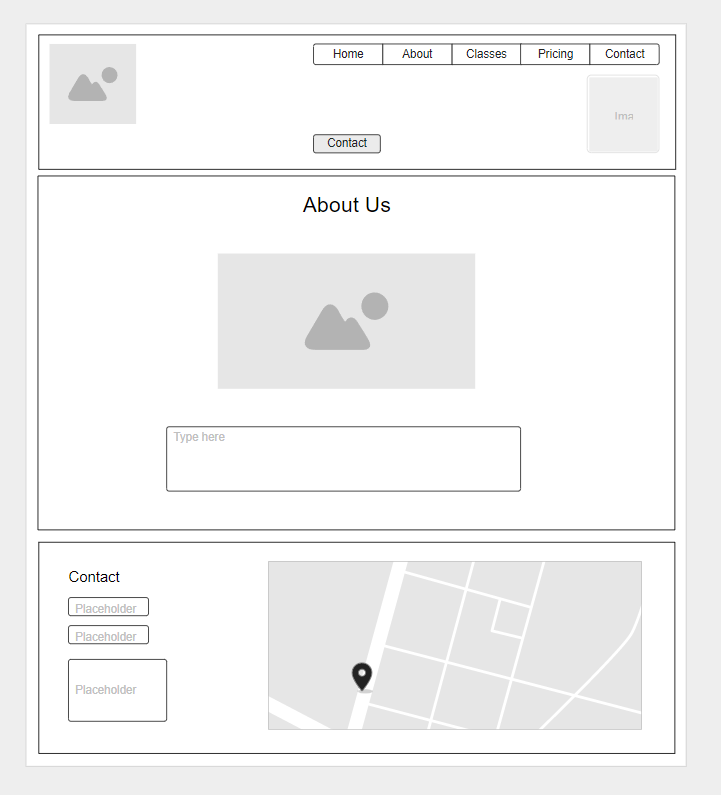 Home About Classes Pricing Contact
Ima
Contact
About Us
Type here
Contact
Placeholder
Placeholder
Placeholder